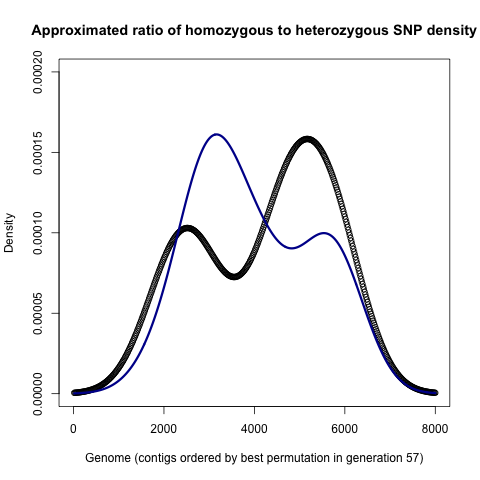 Approximated ratio of homozygous to heterozygous SNP density
0.00020
0.00015
0.00010
0.00005
0.00000
Density
0 2000 4000 6000 8000
Genome (contigs ordered by best permutation in generation 57)